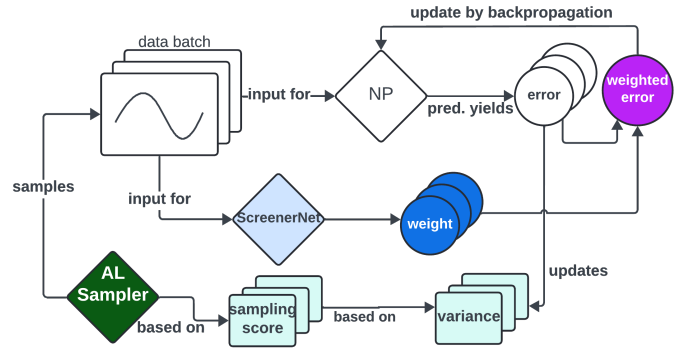 update by backpropagation
data batch
input for
NP
pred. yields
error
weighted
error
samples
input for
ScreenerNet
weight
updates
AL
Sampler
based on
sampling
score
based on
variance